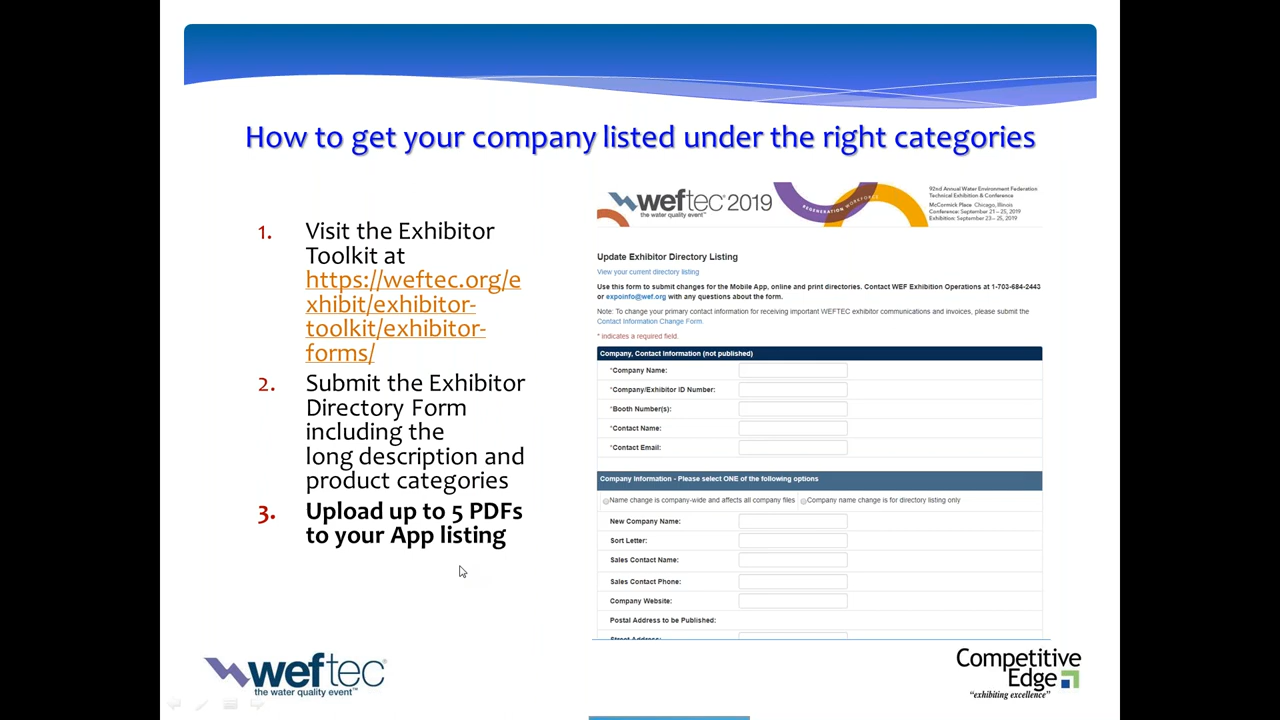 How to get your company listed under the right categories
1. Visit the Exhibitor
Toolkit at
https://weftec.org/e
xhibit/exhibitor-
toolkit/exhibitor-
forms/
2. Submit the Exhibitor
Directory Form
including the
long description and
product categories
3. Upload up to 5 PDFs
to your App listing
weftec® 2019
the water quality event™
REGENERATION WORKFORCE
92nd Annual Water Environment Federation
Technical Exhibition & Conference
McCormick Place Chicago, Illinois
Conference: September 21 – 25, 2019
Exhibition: September 23 – 25, 2019
Update Exhibitor Directory Listing
View your current directory listing
Use this form to submit changes for the Mobile App, online and print directories. Contact WEF Exhibition Operations at 1-703-684-2443
or expoinfo@wef.org with any questions about the form.
Note: To change your primary contact information for receiving important WEFTEC exhibitor communications and invoices, please submit the
Contact Information Change Form.
* indicates a required field.
Company, Contact Information (not published)
*Company Name:
*Company/Exhibitor ID Number:
*Booth Number(s):
*Contact Name:
*Contact Email:
Company Information - Please select ONE of the following options
Name change is company-wide and affects all company files Company name change is for directory listing only
New Company Name:
Sort Letter:
Sales Contact Name:
Sales Contact Phone:
Company Website:
Postal Address to be Published:
Street Address:
weftec®
the water quality event™
Competitive
Edge
"exhibiting excellence"